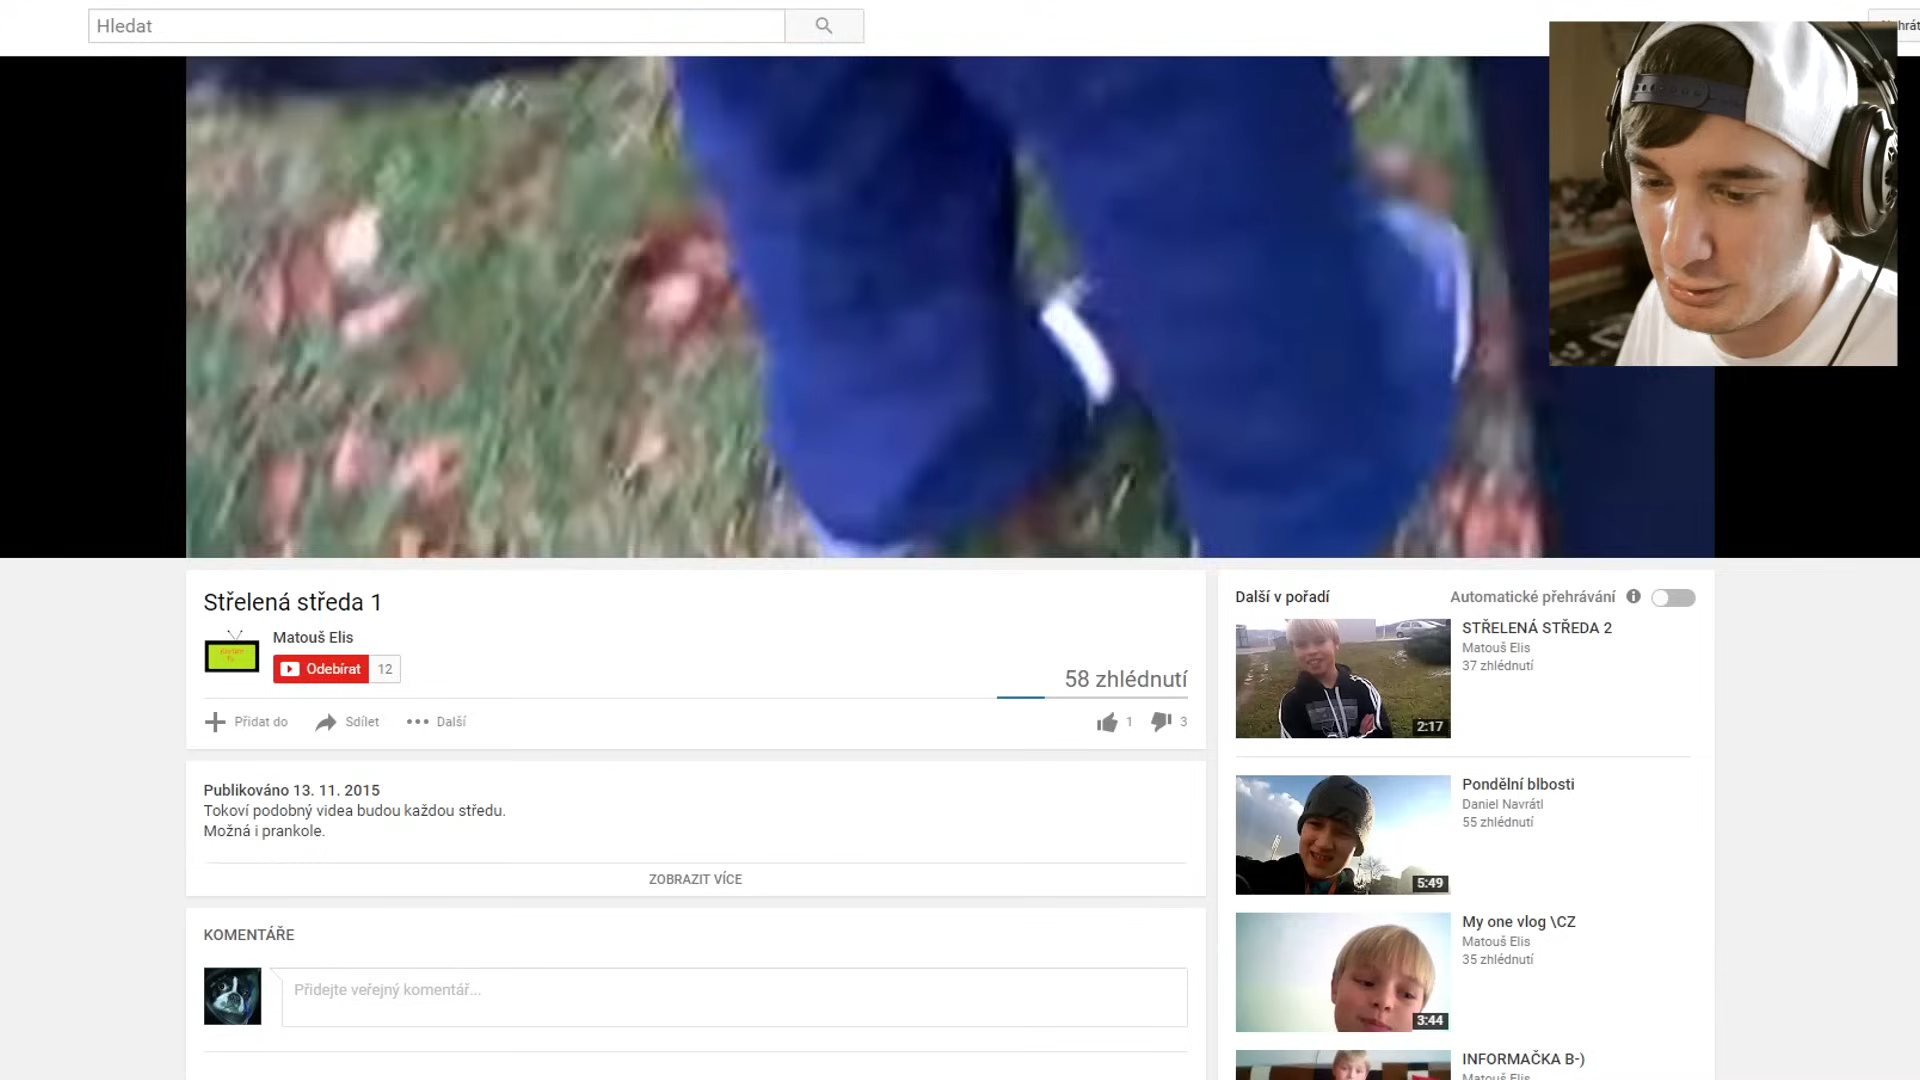 Hledat
Střelená středa 1
Matouš Elis
Odebírat 12
58 zhlédnutí
Přidat do
Sdílet
Další
1
3
Publikováno 13. 11. 2015
Tokoví podobný videa budou každou středu.
Možná i prankole.
ZOBRAZIT VÍCE
KOMENTÁŘE
Přidejte veřejný komentář...
Další v pořadí
Automatické přehrávání
STŘELENÁ STŘEDA 2
Matouš Elis
37 zhlédnutí
2:17
Pondělní blbosti
Daniel Navrátl
55 zhlédnutí
5:49
My one vlog \CZ
Matouš Elis
35 zhlédnutí
3:44
INFORMAČKA B-)
Matouš Elis